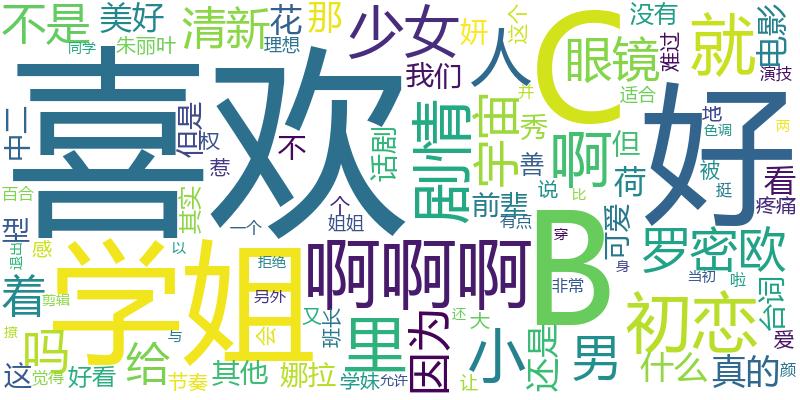 不是
美好
清新
花
那
少女
妍
这个
没有
难过
电影
同学
朱丽叶
理想
我们
人
C
眼镜
就
演技
喜欢
中二
但是
权
惹
不
话剧
剧情
宇宙
开
秀
适合
地
色调
两
好
啊
但
被
挺
看
百合
其实
善
说
荷
可爱
比
疼痛
感
个
姐姐
前辈
有点
一个
穿
罗密欧
着
退出
以
学姐
拒绝
啊啊啊
B
非常
身
当初
啦
台词
剪辑
另外
又
班长
因为
还
大
初恋
爱
吗
会
里
小
还是
男
什么
真的
颜
这
觉得
好看
给
节奏
与
其他
娜拉
学妹
允许
让
擦